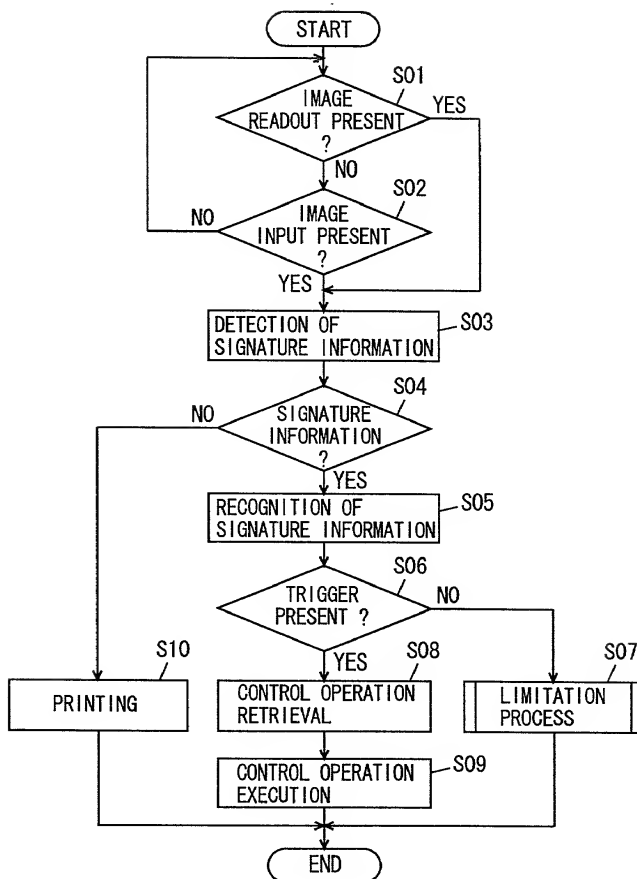 START
S01
IMAGE
READOUT PRESENT
?
YES
NO
S02
IMAGE
INPUT PRESENT
?
NO
YES
DETECTION OF
SIGNATURE INFORMATION
S03
S04
SIGNATURE
INFORMATION
?
NO
YES
RECOGNITION OF
SIGNATURE INFORMATION
S05
S06
TRIGGER
PRESENT ?
NO
YES
S10
PRINTING
S08
CONTROL OPERATION
RETRIEVAL
S07
LIMITATION
PROCESS
CONTROL OPERATION
EXECUTION
S09
END